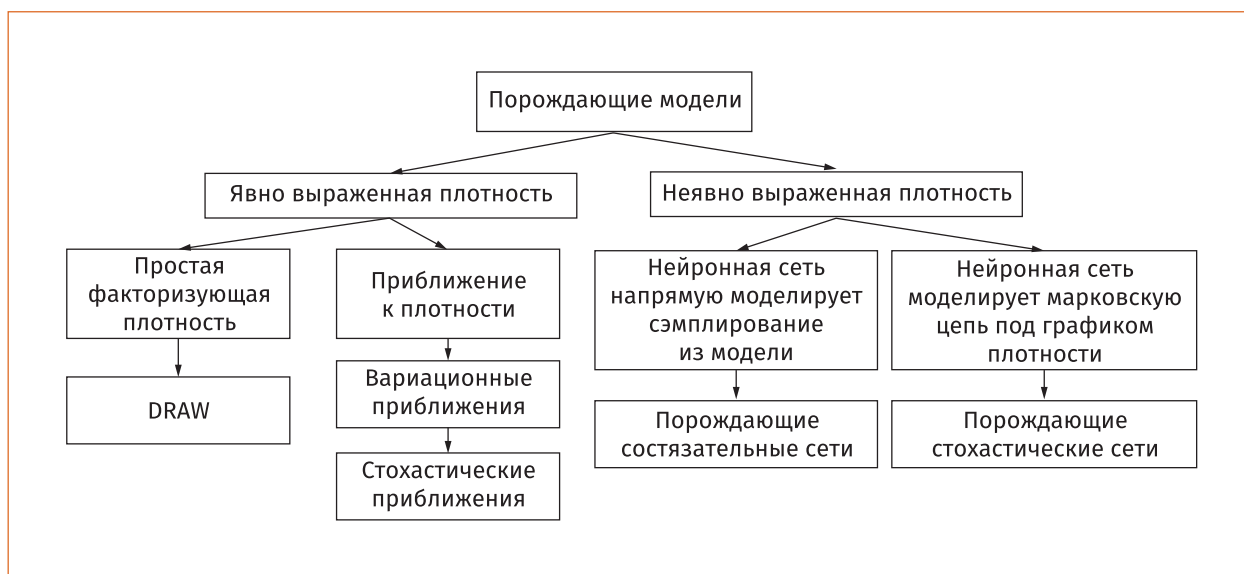 Порождающие модели
Явно выраженная плотность
Неявно выраженная плотность
Простая
факторизующая
плотность
Приближение
к плотности
Нейронная сеть
напрямую моделирует
сэмплирование
из модели
Нейронная сеть
моделирует марковскую
цепь под графиком
плотности
DRAW
Вариационные
приближения
Порождающие
состязательные сети
Порождающие
стохастические сети
Стохастические
приближения